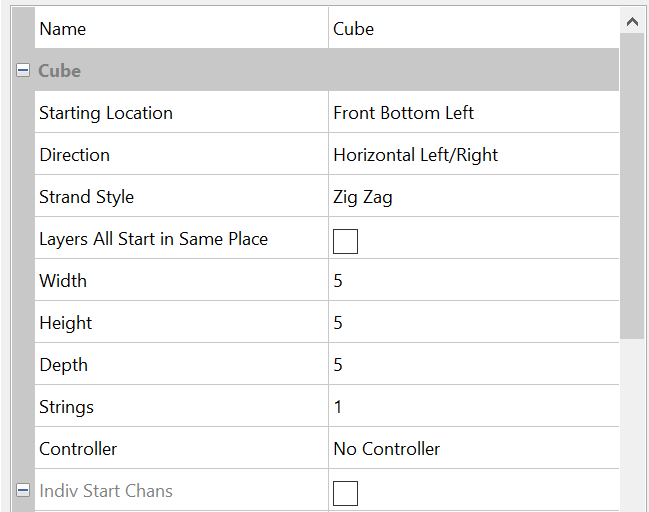 Name Cube
Cube
Starting Location Front Bottom Left
Direction Horizontal Left/Right
Strand Style Zig Zag
Layers All Start in Same Place
Width 5
Height 5
Depth 5
Strings 1
Controller No Controller
Indiv Start Chans